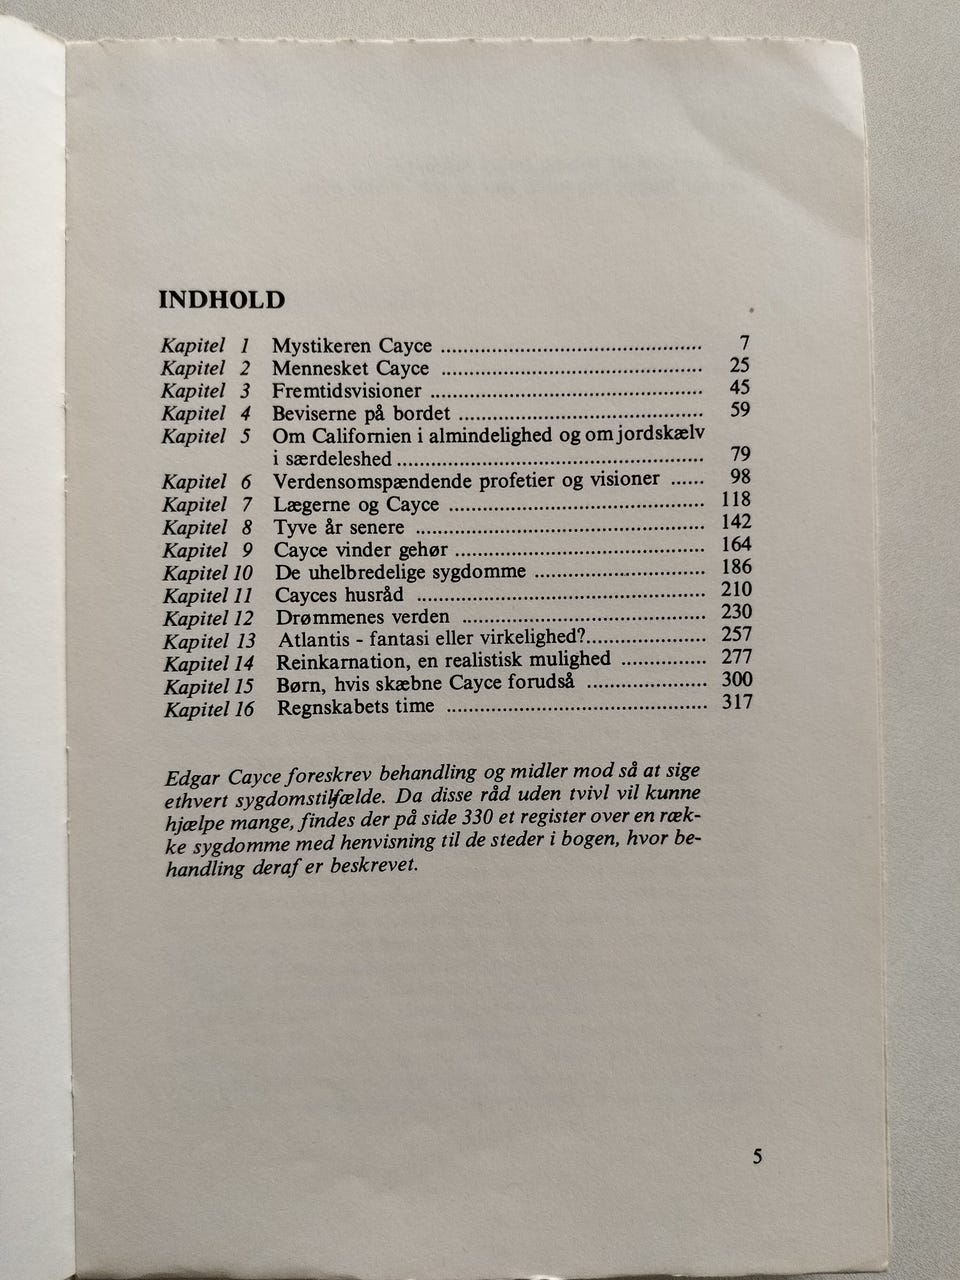 INDHOLD
Kapitel 1 Mystikeren Cayce ............................................... 7
Kapitel 2 Mennesket Cayce ............................................... 25
Kapitel 3 Fremtidsvisioner ................................................. 45
Kapitel 4 Beviserne på bordet ............................................ 59
Kapitel 5 Om Californien i almindelighed og om jordskælv
i særdeleshed ....................................................... 79
Kapitel 6 Verdensomspændende profetier og visioner ...... 98
Kapitel 7 Lægerne og Cayce .............................................. 118
Kapitel 8 Tyve år senere .................................................... 142
Kapitel 9 Cayce vinder gehør ............................................. 164
Kapitel 10 De uhelbredelige sygdomme ............................... 186
Kapitel 11 Cayces husråd .................................................... 210
Kapitel 12 Drømmenes verden ............................................ 230
Kapitel 13 Atlantis - fantasi eller virkelighed?...................... 257
Kapitel 14 Reinkarnation, en realistisk mulighed ............... 277
Kapitel 15 Børn, hvis skæbne Cayce forudså ...................... 300
Kapitel 16 Regnskabets time ............................................... 317
Edgar Cayce foreskrev behandling og midler mod så at sige
ethvert sygdomstilfælde. Da disse råd uden tvivl vil kunne
hjælpe mange, findes der på side 330 et register over en ræk-
ke sygdomme med henvisning til de steder i bogen, hvor be-
handling deraf er beskrevet.
5